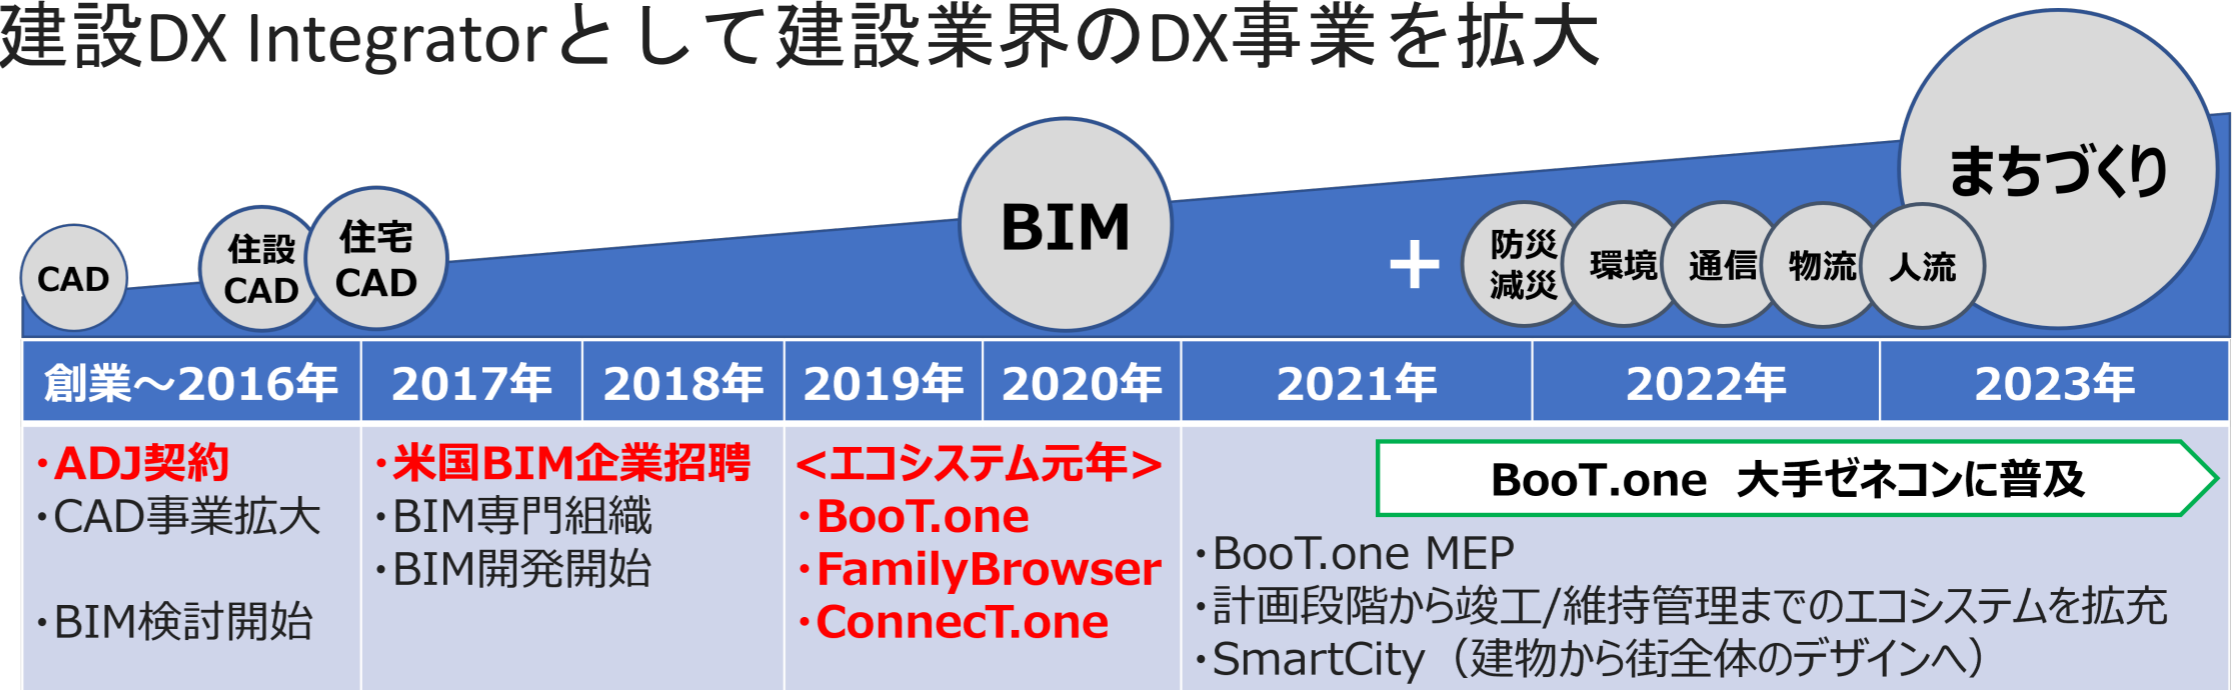 建設DX Integratorとして建設業界のDX事業を拡大
CAD
住設
CAD
住宅
CAD
BIM
+
防災
減災
環境
通信
物流
人流
まちづくり
創業～2016年
2017年
2018年
2019年
2020年
2021年
2022年
2023年
・ADJ契約
・CAD事業拡大
・BIM検討開始
・米国BIM企業招聘
・BIM専門組織
・BIM開発開始
<エコシステム元年>
・BooT.one
・FamilyBrowser
・ConnecT.one
BooT.one 大手ゼネコンに普及
・BooT.one MEP
・計画段階から竣工/維持管理までのエコシステムを拡充
・SmartCity（建物から街全体のデザインへ）